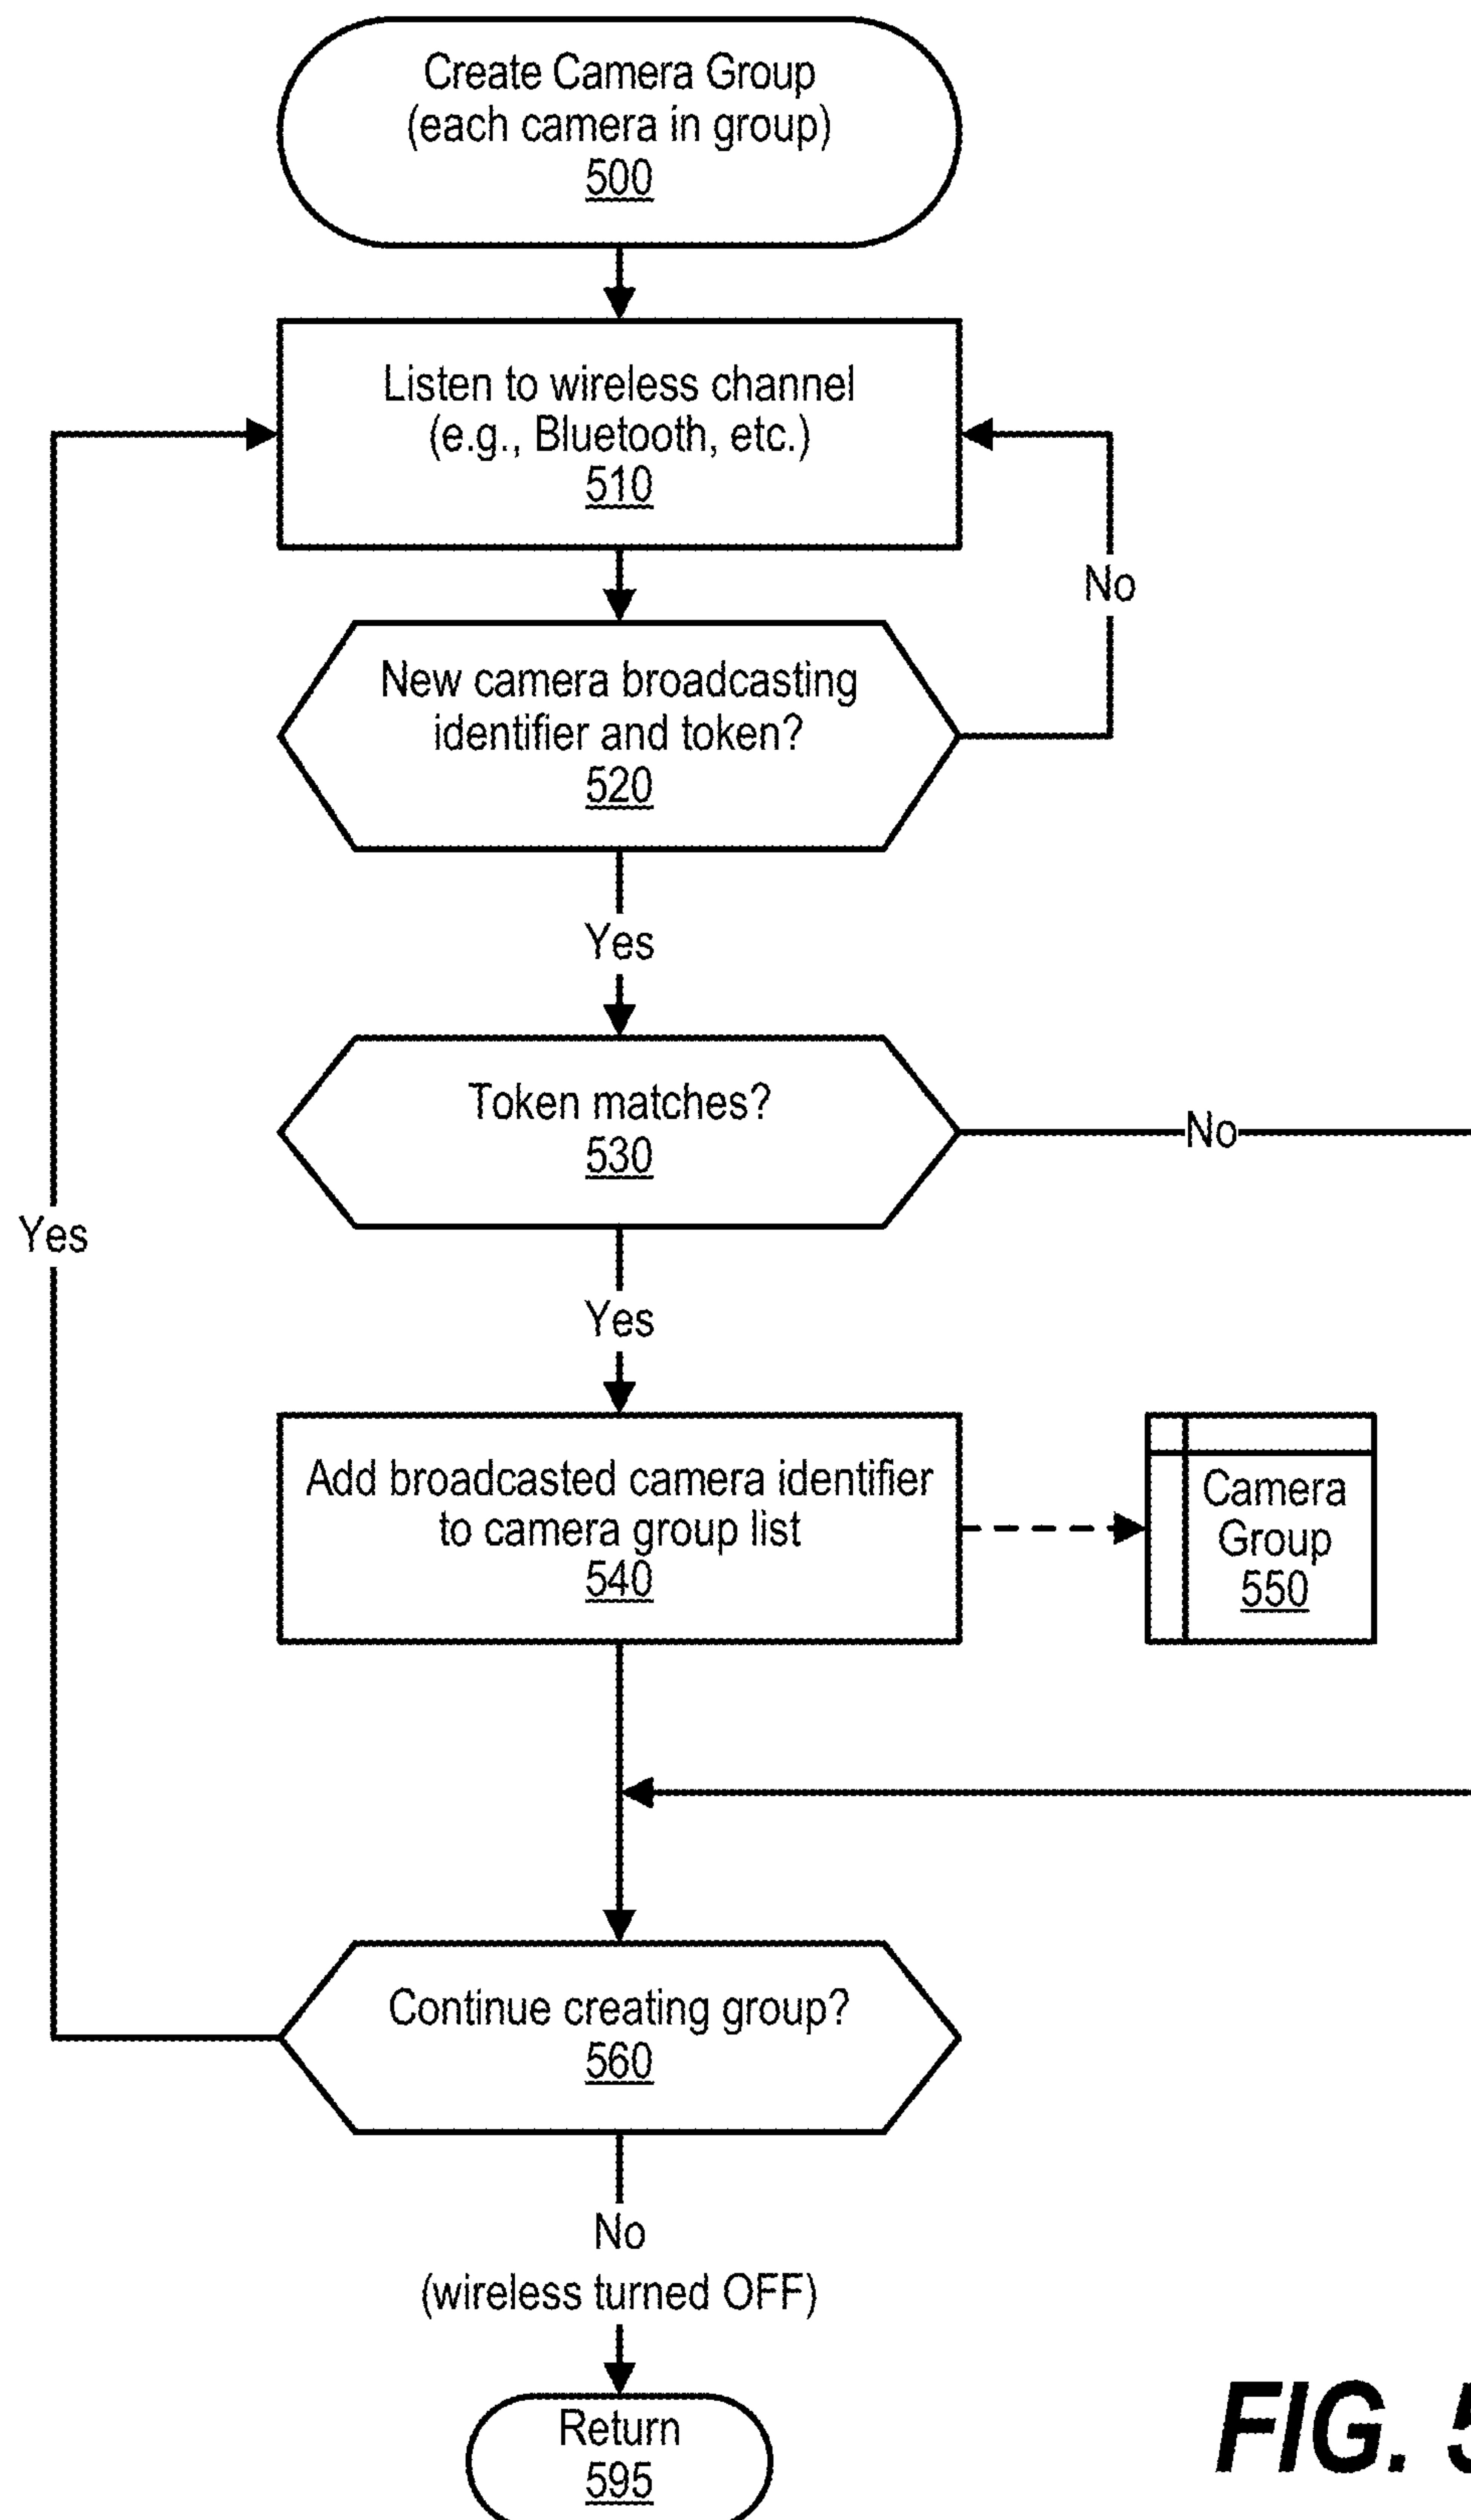 Create Camera Group
(each camera in group)
500
Listen to wireless channel
(e.g., Bluetooth, etc.)
510
No
New camera broadcasting
identifier and token?
520
Yes
Token matches?
530
No
Yes
Yes
Add broadcasted camera identifier
to camera group list
540
Camera
Group
550
Continue creating group?
560
No
(wireless turned OFF)
Return
595
FIG. 5